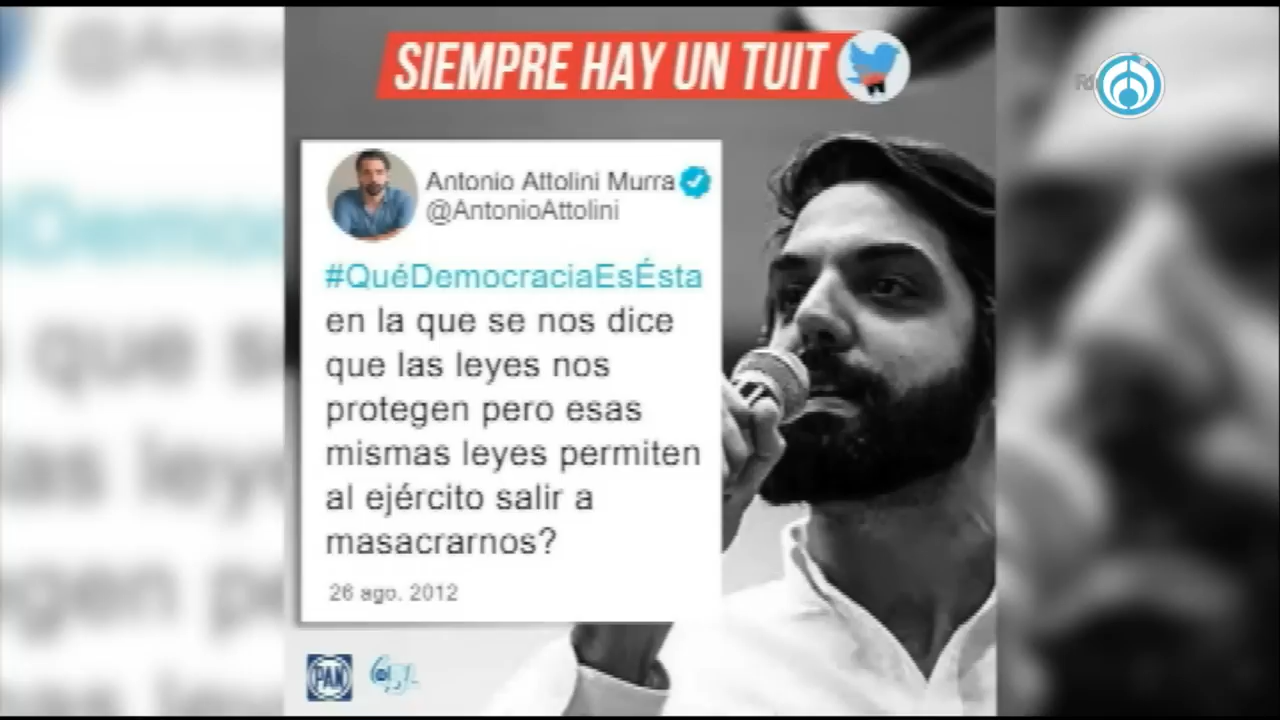 SIEMPRE HAY UN TUIT
Antonio Attolini Murra
@AntonioAttolini
#QuéDemocraciaEsÉsta
en la que se nos dice
que las leyes nos
protegen pero esas
mismas leyes permiten
al ejército salir a
masacrarnos?
26 ago. 2012
PAN